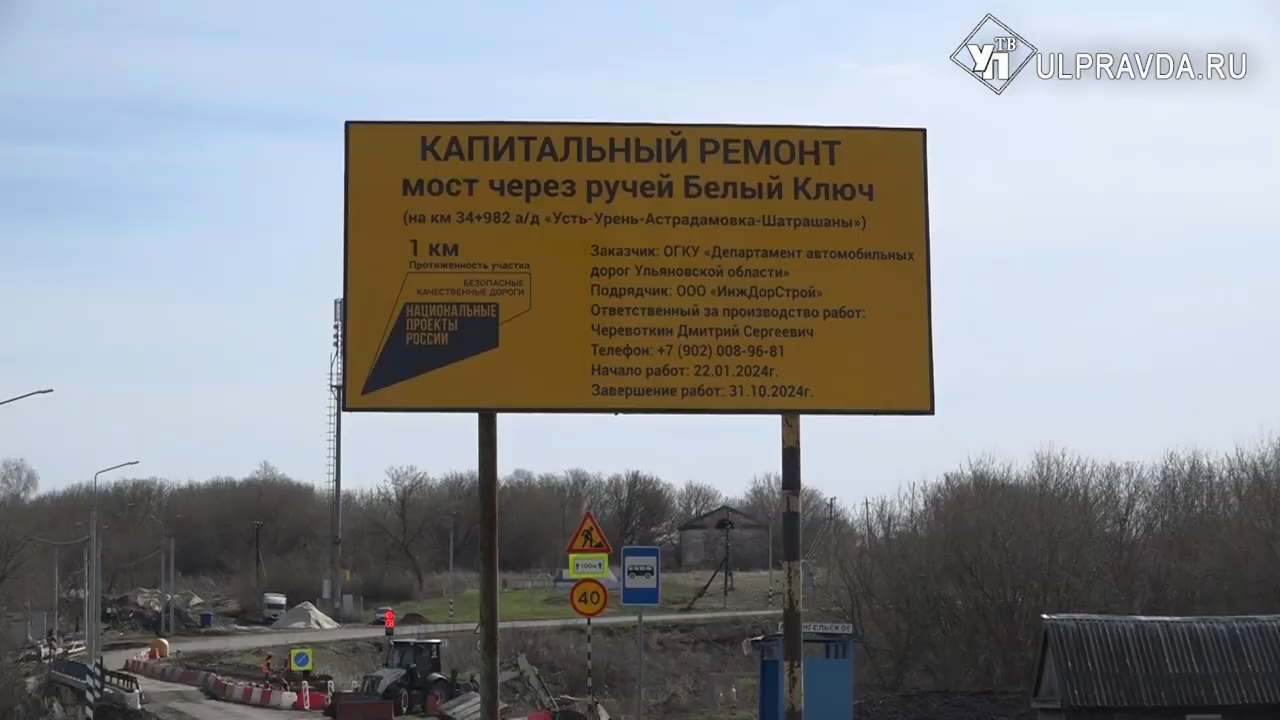 УП ТВ ULPRAVDA.RU
КАПИТАЛЬНЫЙ РЕМОНТ
мост через ручей Белый Ключ
(на км 34+982 а/д «Усть-Урень-Астрадамовка-Шатрашаны»)
1 км
Протяженность участка
БЕЗОПАСНЫЕ
КАЧЕСТВЕННЫЕ ДОРОГИ
НАЦИОНАЛЬНЫЕ
ПРОЕКТЫ
РОССИИ
Заказчик: ОГКУ «Департамент автомобильных
дорог Ульяновской области»
Подрядчик: ООО «ИнжДорСтрой»
Ответственный за производство работ:
Черевоткин Дмитрий Сергеевич
Телефон: +7 (902) 008-96-81
Начало работ: 22.01.2024г.
Завершение работ: 31.10.2024г.
100м
40